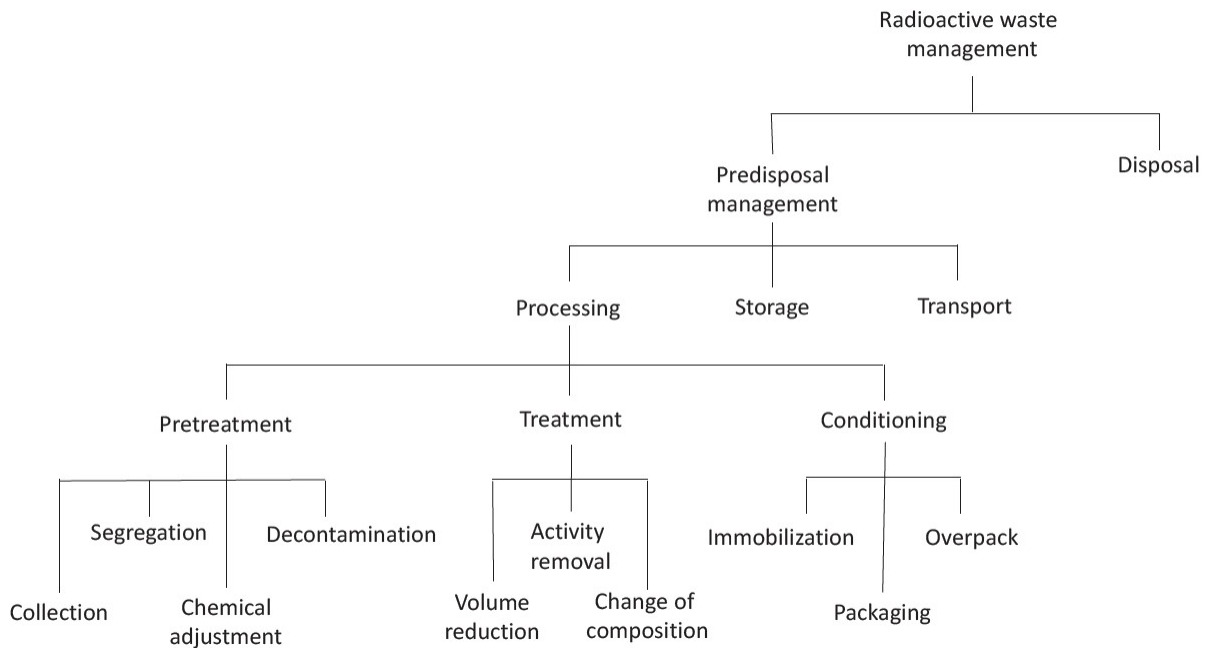 Radioactive waste
management
Predisposal
management
Disposal
Processing
Storage
Transport
Pretreatment
Treatment
Conditioning
Collection
Segregation
Chemical
adjustment
Decontamination
Volume
reduction
Activity
removal
Change of
composition
Immobilization
Packaging
Overpack